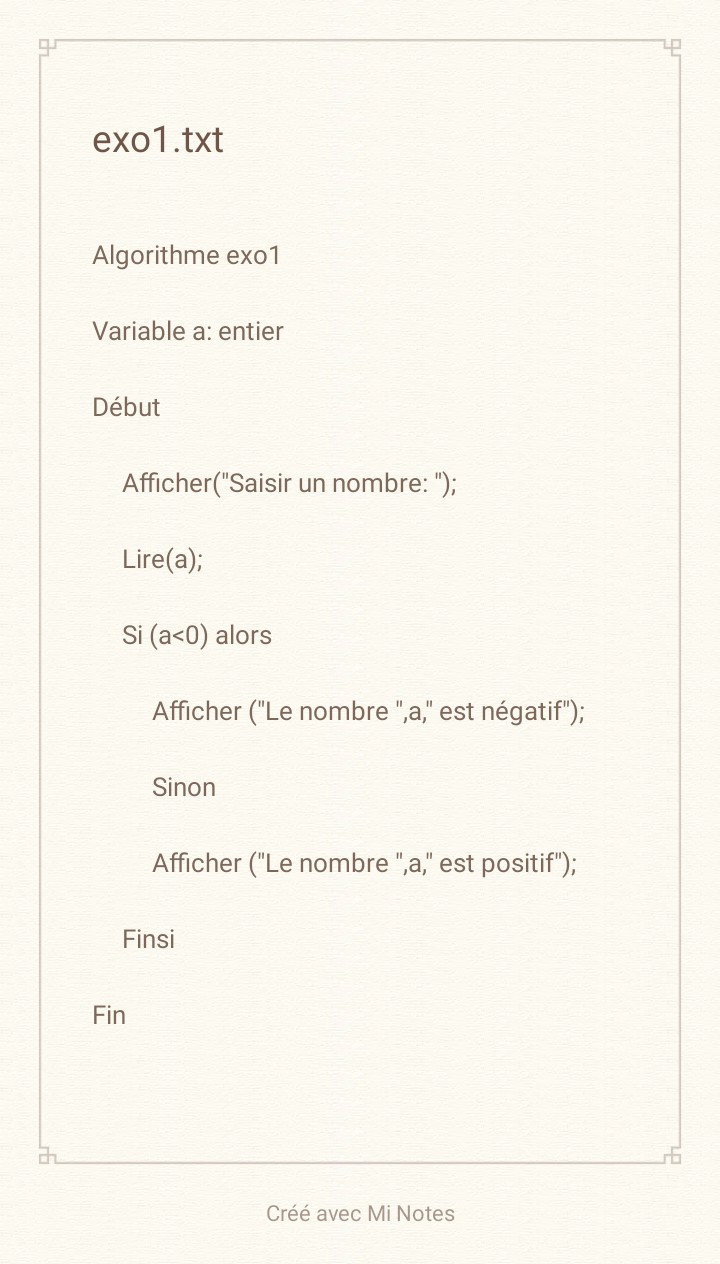 exo1.txt
Algorithme exo1
Variable a: entier
Début
Afficher("Saisir un nombre: ");
Lire(a);
Si (a<0) alors
Afficher ("Le nombre ",a," est négatif");
Sinon
Afficher ("Le nombre ",a," est positif");
Finsi
Fin
Créé avec Mi Notes